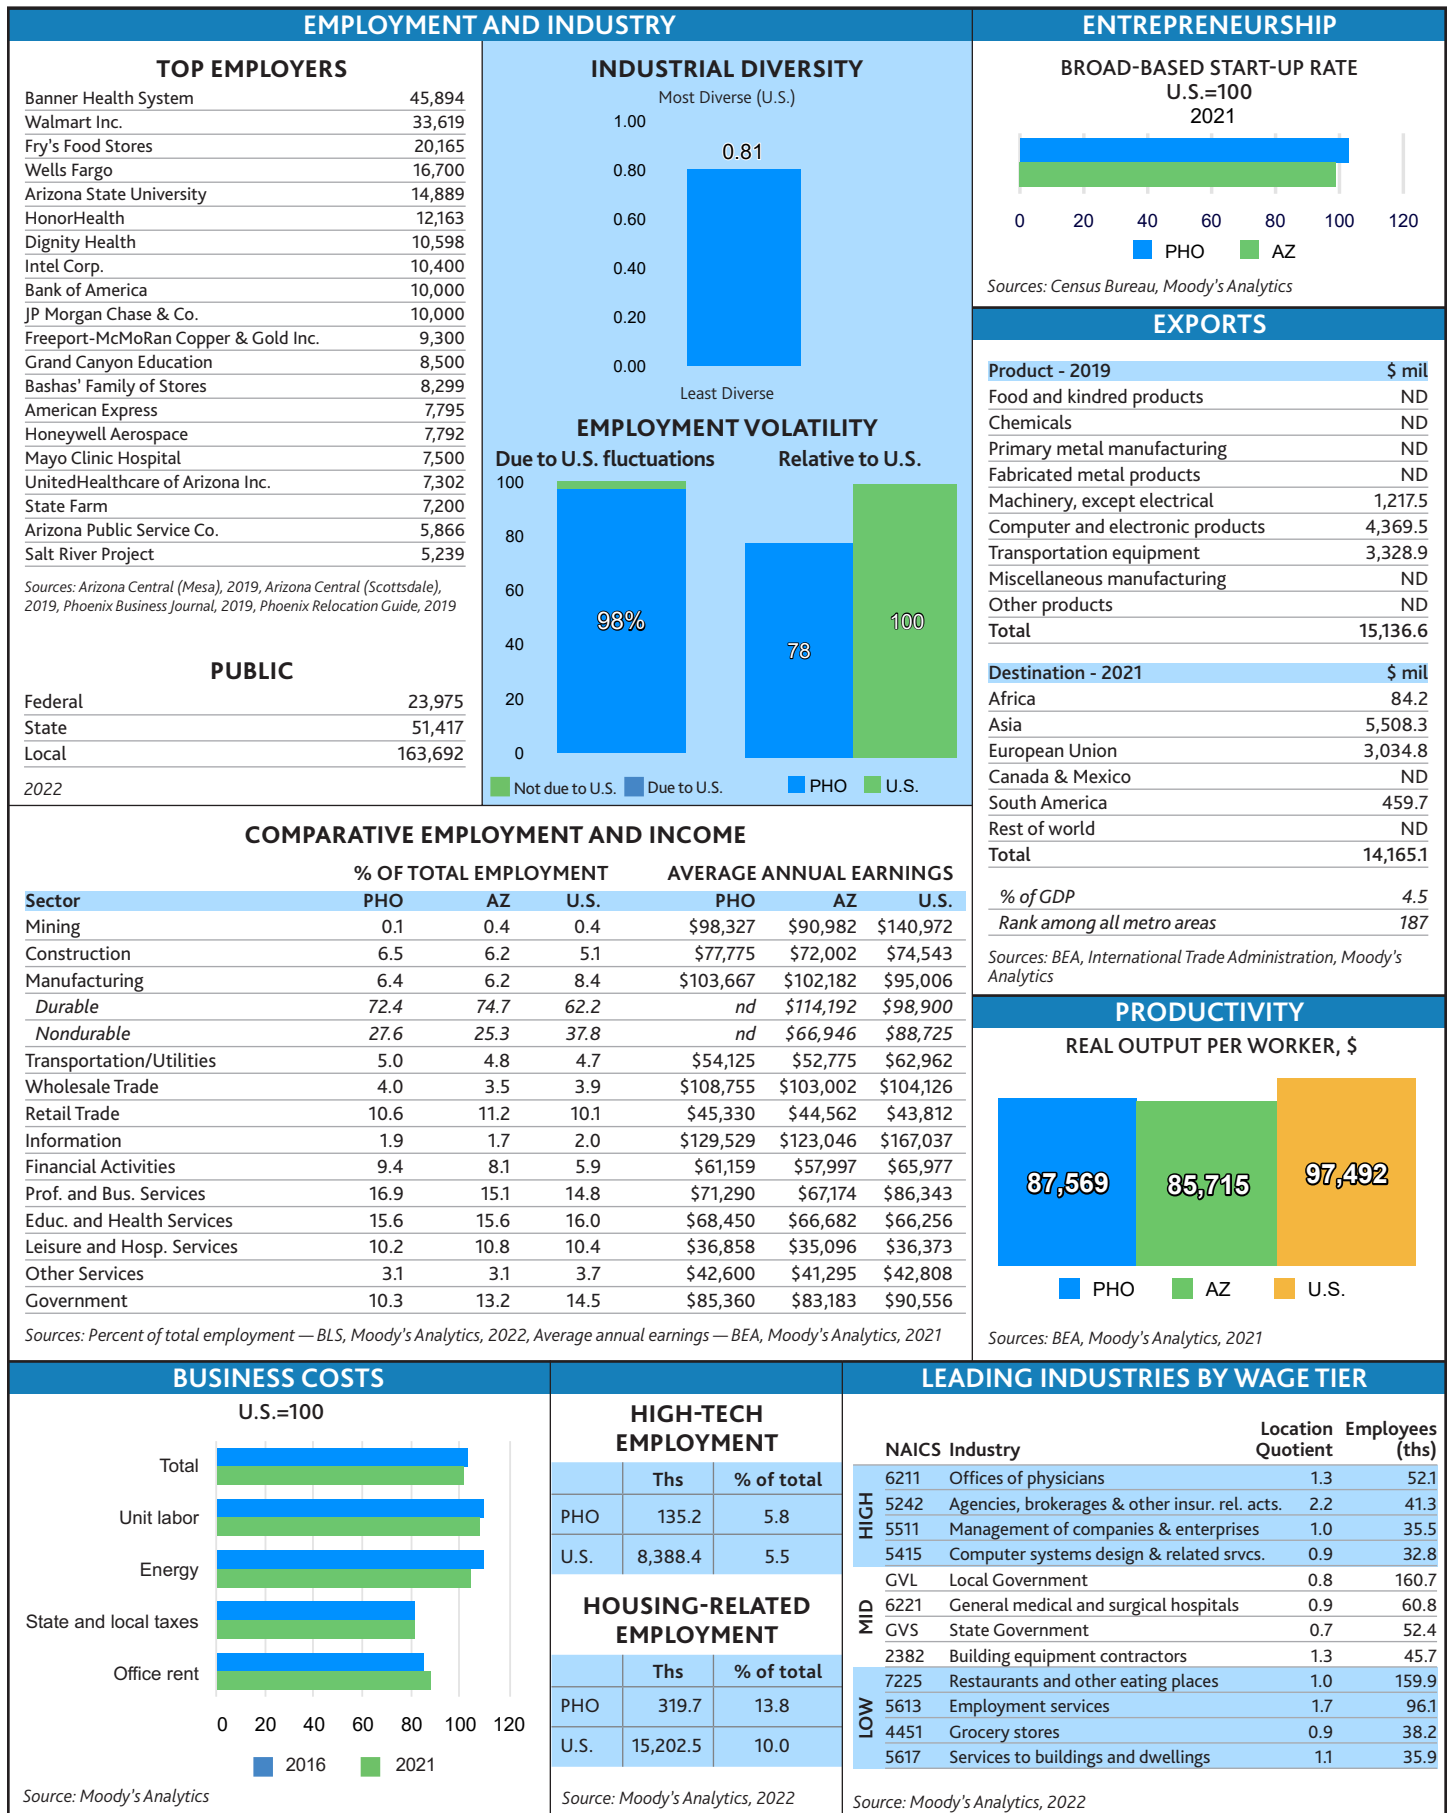 EMPLOYMENT AND INDUSTRY
TOP EMPLOYERS
Banner Health System 45,894
Walmart Inc. 33,619
Fry's Food Stores 20,165
Wells Fargo 16,700
Arizona State University 14,889
HonorHealth 12,163
Dignity Health 10,598
Intel Corp. 10,400
Bank of America 10,000
JP Morgan Chase & Co. 10,000
Freeport-McMoRan Copper & Gold Inc. 9,300
Grand Canyon Education 8,500
Bashas' Family of Stores 8,299
American Express 7,795
Honeywell Aerospace 7,792
Mayo Clinic Hospital 7,500
UnitedHealthcare of Arizona Inc. 7,302
State Farm 7,200
Arizona Public Service Co. 5,866
Salt River Project 5,239
Sources: Arizona Central (Mesa), 2019, Arizona Central (Scottsdale),
2019, Phoenix Business Journal, 2019, Phoenix Relocation Guide, 2019
PUBLIC
Federal 23,975
State 51,417
Local 163,692
2022
INDUSTRIAL DIVERSITY
Most Diverse (U.S.)
1.00
0.81
0.80
0.60
0.40
0.20
0.00
Least Diverse
EMPLOYMENT VOLATILITY
Due to U.S. fluctuations Relative to U.S.
100
80
60
98% 100
40 78
20
0
Not due to U.S. Due to U.S. PHO U.S.
ENTREPRENEURSHIP
BROAD-BASED START-UP RATE
U.S.=100
2021
0 20 40 60 80 100 120
PHO AZ
Sources: Census Bureau, Moody's Analytics
EXPORTS
Product - 2019 $ mil
Food and kindred products ND
Chemicals ND
Primary metal manufacturing ND
Fabricated metal products ND
Machinery, except electrical 1,217.5
Computer and electronic products 4,369.5
Transportation equipment 3,328.9
Miscellaneous manufacturing ND
Other products ND
Total 15,136.6
Destination - 2021 $ mil
Africa 84.2
Asia 5,508.3
European Union 3,034.8
Canada & Mexico ND
South America 459.7
Rest of world ND
Total 14,165.1
% of GDP 4.5
Rank among all metro areas 187
Sources: BEA, International Trade Administration, Moody's
Analytics
COMPARATIVE EMPLOYMENT AND INCOME
% OF TOTAL EMPLOYMENT AVERAGE ANNUAL EARNINGS
Sector PHO AZ U.S. PHO AZ U.S.
Mining 0.1 0.4 0.4 $98,327 $90,982 $140,972
Construction 6.5 6.2 5.1 $77,775 $72,002 $74,543
Manufacturing 6.4 6.2 8.4 $103,667 $102,182 $95,006
Durable 72.4 74.7 62.2 nd $114,192 $98,900
Nondurable 27.6 25.3 37.8 nd $66,946 $88,725
Transportation/Utilities 5.0 4.8 4.7 $54,125 $52,775 $62,962
Wholesale Trade 4.0 3.5 3.9 $108,755 $103,002 $104,126
Retail Trade 10.6 11.2 10.1 $45,330 $44,562 $43,812
Information 1.9 1.7 2.0 $129,529 $123,046 $167,037
Financial Activities 9.4 8.1 5.9 $61,159 $57,997 $65,977
Prof. and Bus. Services 16.9 15.1 14.8 $71,290 $67,174 $86,343
Educ. and Health Services 15.6 15.6 16.0 $68,450 $66,682 $66,256
Leisure and Hosp. Services 10.2 10.8 10.4 $36,858 $35,096 $36,373
Other Services 3.1 3.1 3.7 $42,600 $41,295 $42,808
Government 10.3 13.2 14.5 $85,360 $83,183 $90,556
Sources: Percent of total employment — BLS, Moody's Analytics, 2022, Average annual earnings — BEA, Moody's Analytics, 2021
PRODUCTIVITY
REAL OUTPUT PER WORKER, $
87,569 85,715 97,492
PHO AZ U.S.
Sources: BEA, Moody's Analytics, 2021
BUSINESS COSTS
U.S.=100
Total
Unit labor
Energy
State and local taxes
Office rent
0 20 40 60 80 100 120
2016 2021
Source: Moody's Analytics
HIGH-TECH
EMPLOYMENT
Ths % of total
PHO 135.2 5.8
U.S. 8,388.4 5.5
HOUSING-RELATED
EMPLOYMENT
Ths % of total
PHO 319.7 13.8
U.S. 15,202.5 10.0
Source: Moody's Analytics, 2022
LEADING INDUSTRIES BY WAGE TIER
Location Employees
NAICS Industry Quotient (ths)
HIGH
6211 Offices of physicians 1.3 52.1
5242 Agencies, brokerages & other insur. rel. acts. 2.2 41.3
5511 Management of companies & enterprises 1.0 35.5
5415 Computer systems design & related srvcs. 0.9 32.8
MID
GVL Local Government 0.8 160.7
6221 General medical and surgical hospitals 0.9 60.8
GVS State Government 0.7 52.4
2382 Building equipment contractors 1.3 45.7
LOW
7225 Restaurants and other eating places 1.0 159.9
5613 Employment services 1.7 96.1
4451 Grocery stores 0.9 38.2
5617 Services to buildings and dwellings 1.1 35.9
Source: Moody's Analytics, 2022